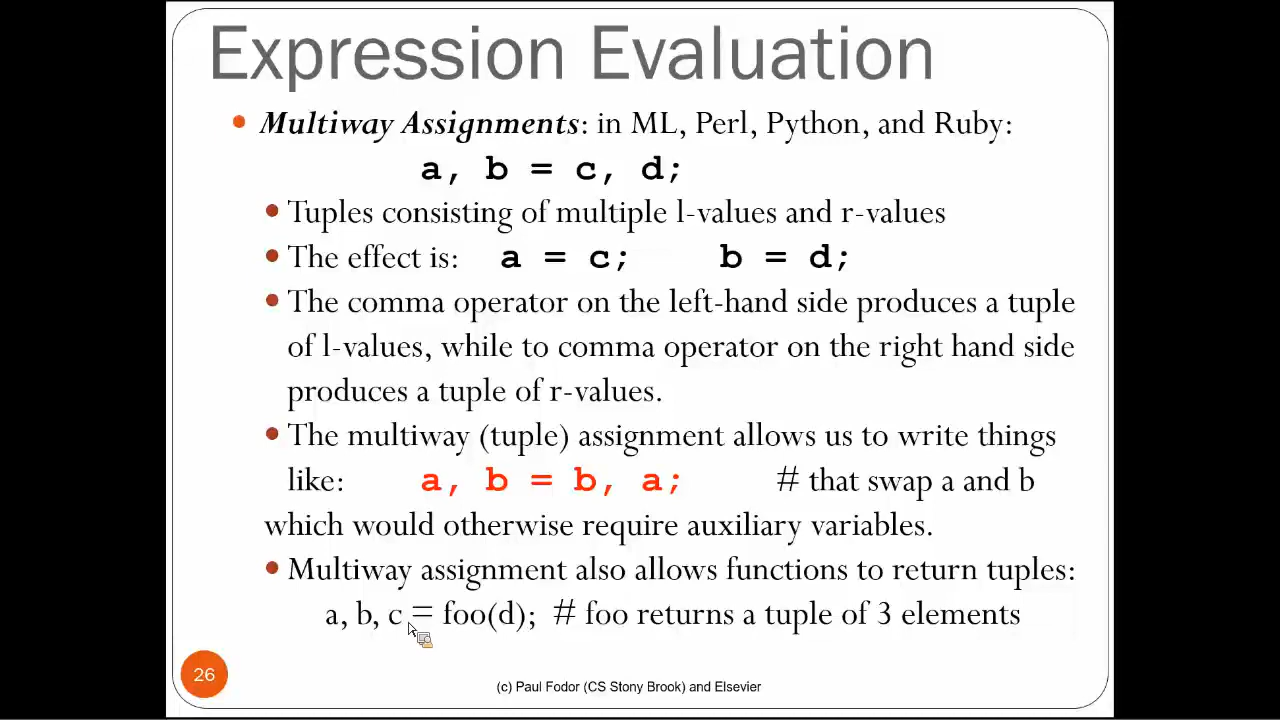 Expression Evaluation
Multiway Assignments: in ML, Perl, Python, and Ruby:
a, b = c, d;
Tuples consisting of multiple l-values and r-values
The effect is: a = c; b = d;
The comma operator on the left-hand side produces a tuple
of l-values, while to comma operator on the right hand side
produces a tuple of r-values.
The multiway (tuple) assignment allows us to write things
like: a, b = b, a; # that swap a and b
which would otherwise require auxiliary variables.
Multiway assignment also allows functions to return tuples:
a, b, c = foo(d); # foo returns a tuple of 3 elements
26
(c) Paul Fodor (CS Stony Brook) and Elsevier